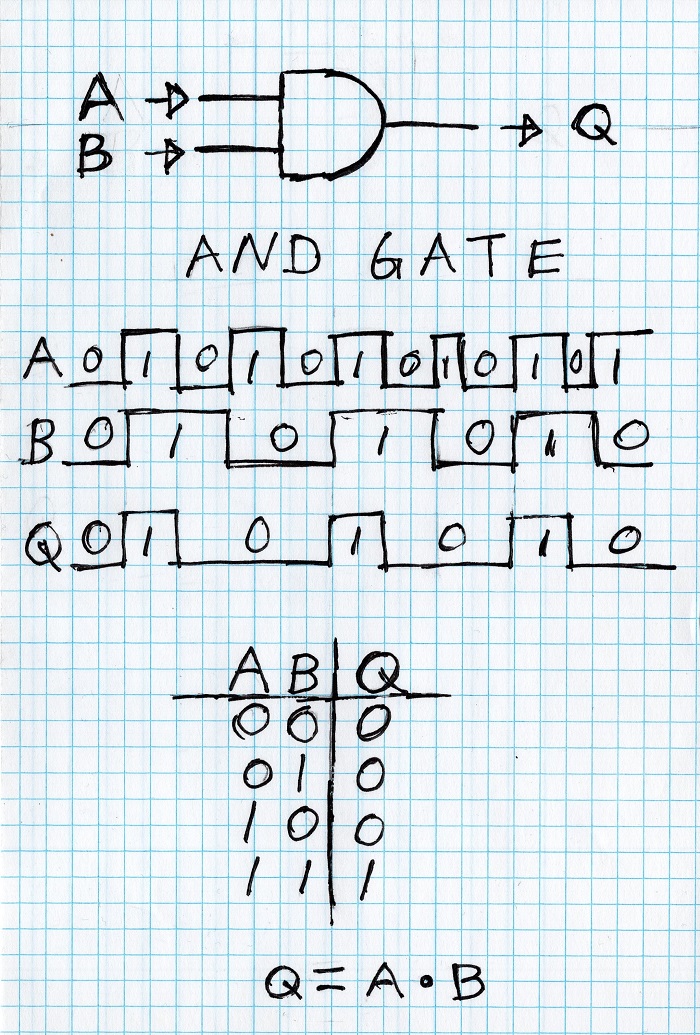 A
B
Q
AND GATE
A 0 1 0 1 0 1 0 1 0 1 0 1
B 0 1 0 1 0 1 0
Q 0 1 0 1 0 1 0
A B Q
0 0 0
0 1 0
1 0 0
1 1 1
Q = A • B